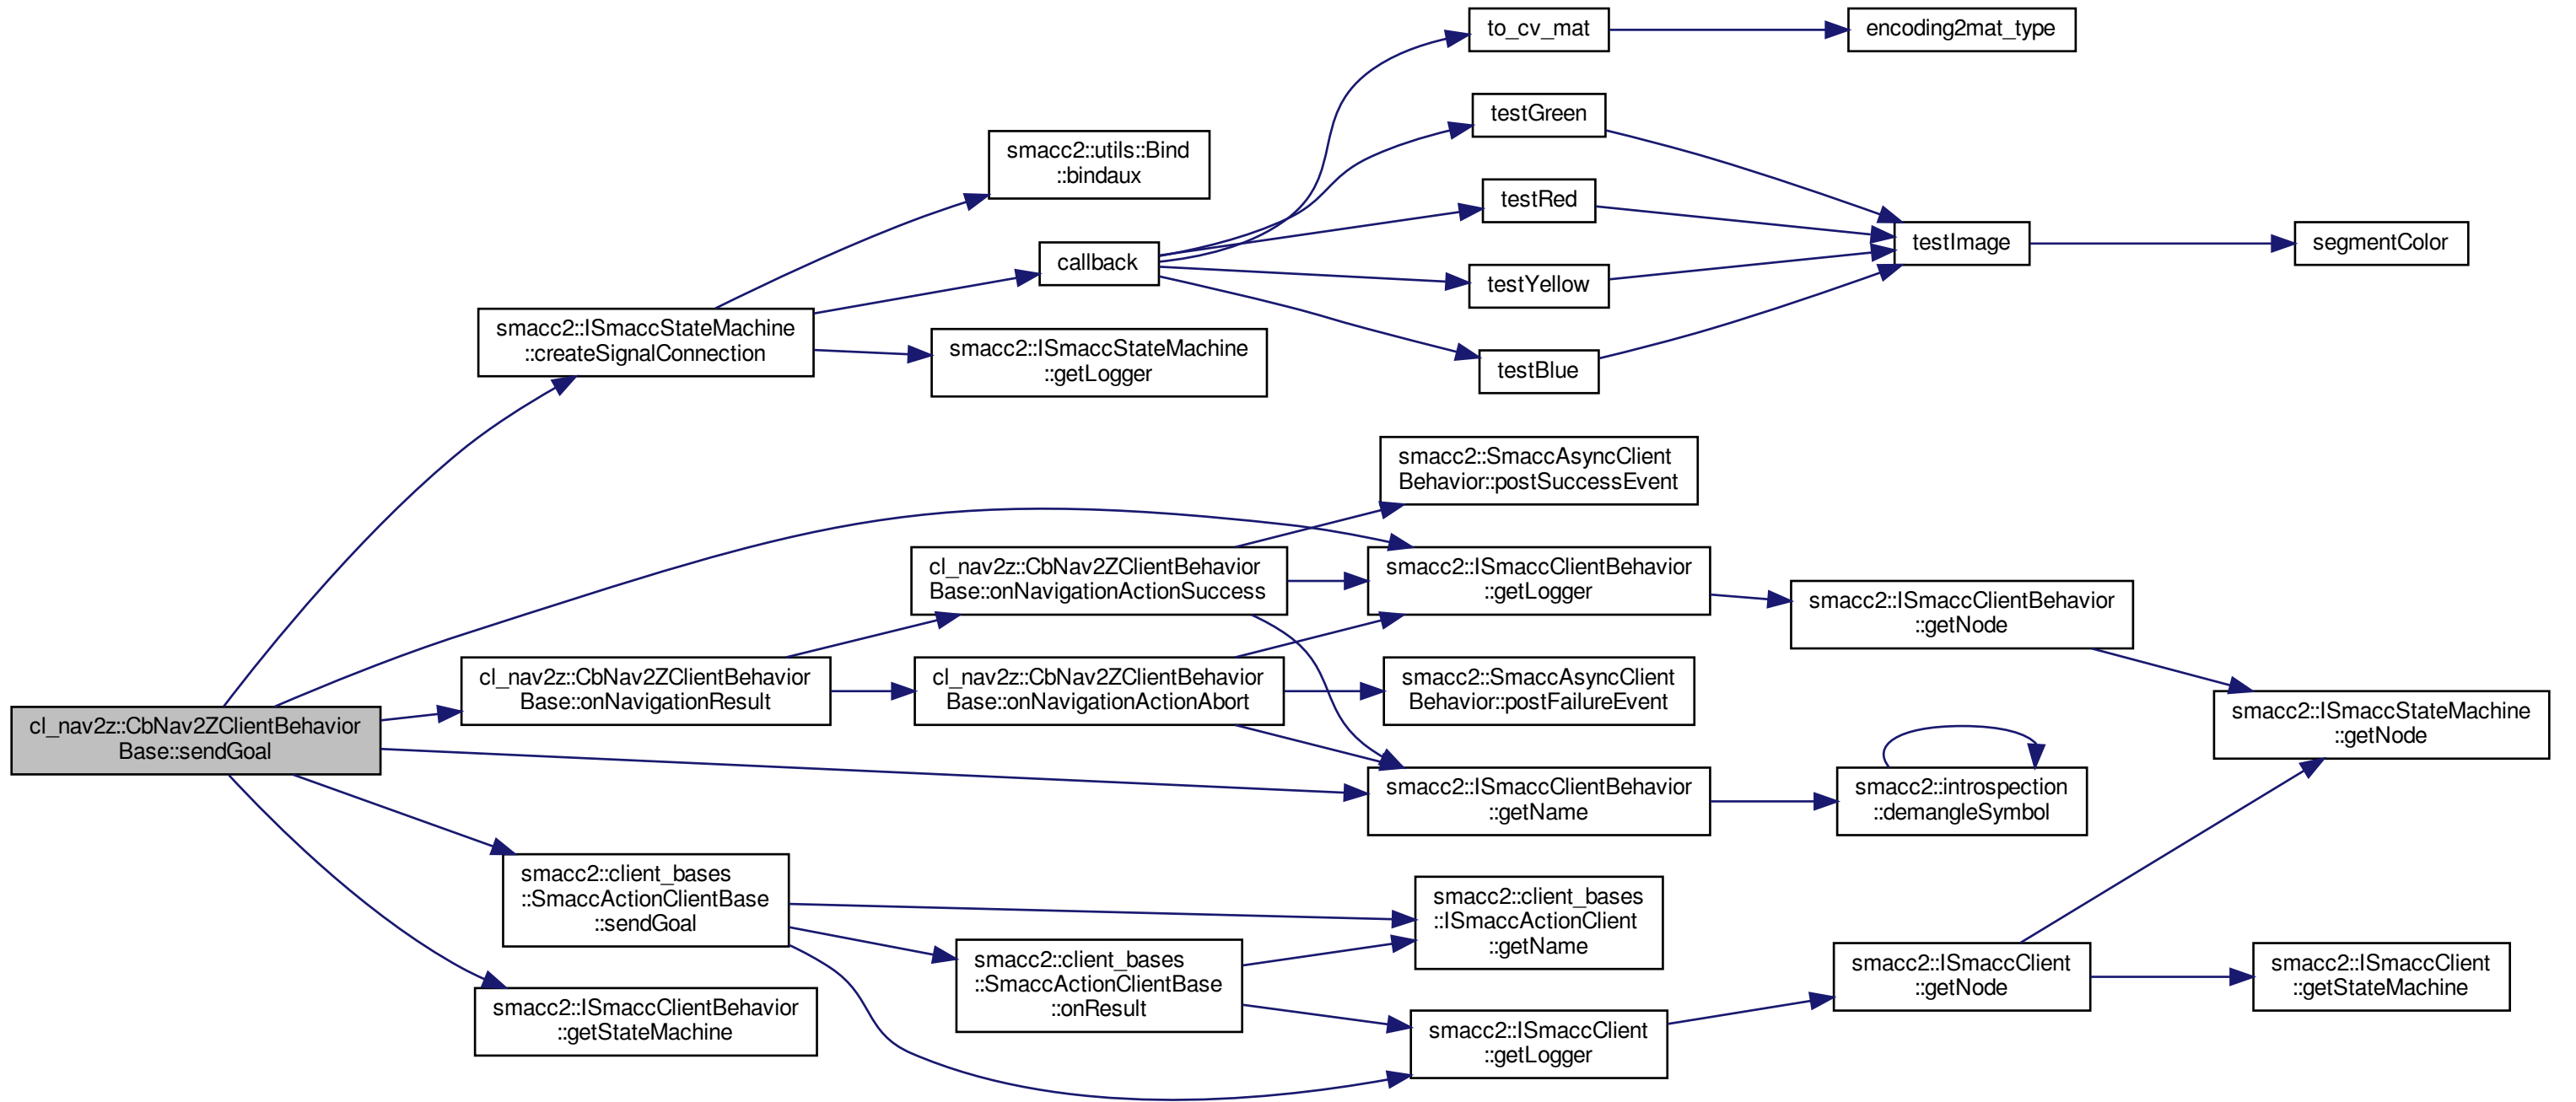 cl_nav2z::CbNav2ZClientBehavior
Base::sendGoal
smacc2::ISmaccStateMachine
::createSignalConnection
smacc2::utils::Bind
::bindaux
callback
smacc2::ISmaccStateMachine
::getLogger
to_cv_mat
encoding2mat_type
testGreen
testRed
testYellow
testBlue
testImage
segmentColor
smacc2::SmaccAsyncClient
Behavior::postSuccessEvent
cl_nav2z::CbNav2ZClientBehavior
Base::onNavigationActionSuccess
smacc2::ISmaccClientBehavior
::getLogger
smacc2::ISmaccClientBehavior
::getNode
cl_nav2z::CbNav2ZClientBehavior
Base::onNavigationResult
cl_nav2z::CbNav2ZClientBehavior
Base::onNavigationActionAbort
smacc2::SmaccAsyncClient
Behavior::postFailureEvent
smacc2::ISmaccStateMachine
::getNode
smacc2::ISmaccClientBehavior
::getName
smacc2::introspection
::demangleSymbol
smacc2::client_bases
::SmaccActionClientBase
::sendGoal
smacc2::client_bases
::ISmaccActionClient
::getName
smacc2::client_bases
::SmaccActionClientBase
::onResult
smacc2::ISmaccClient
::getLogger
smacc2::ISmaccClient
::getNode
smacc2::ISmaccClient
::getStateMachine
smacc2::ISmaccClientBehavior
::getStateMachine